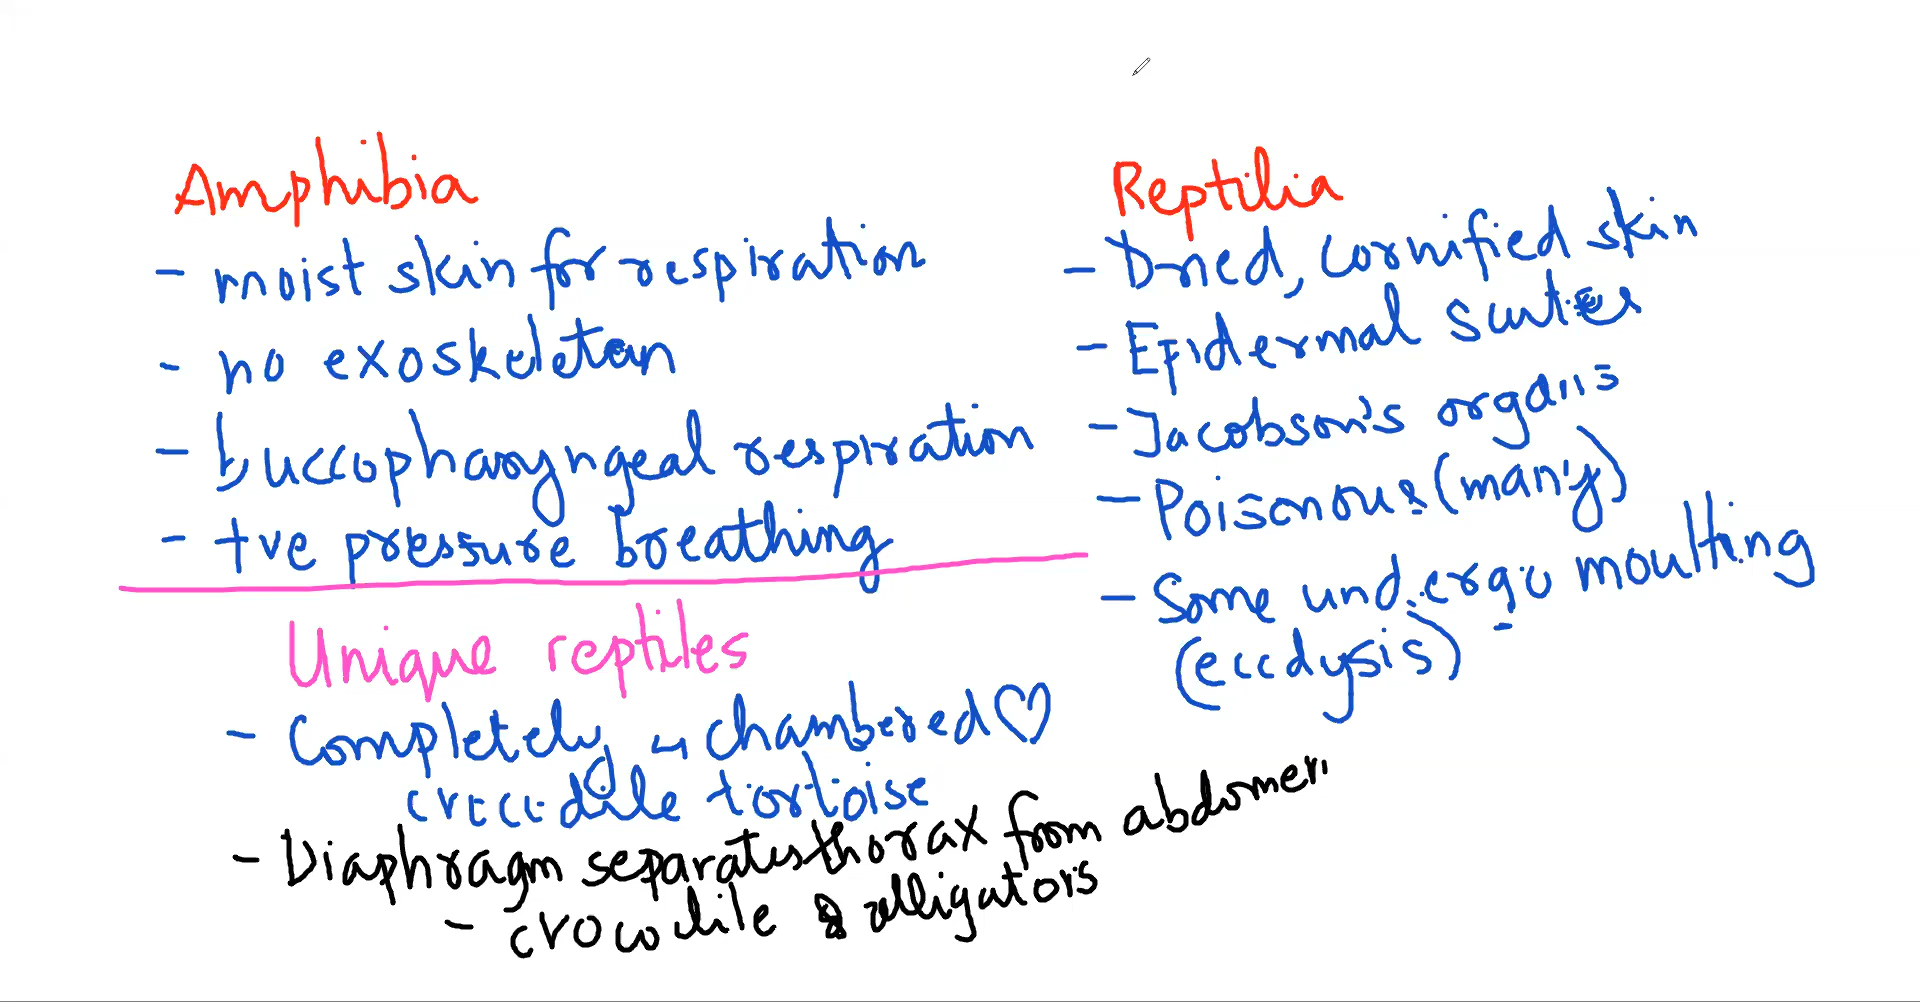 Amphibia
- moist skin for respiration
- no exoskeleton
- buccopharyngeal respiration
- +ve pressure breathing
Reptilia
- Dried, cornified skin
- Epidermal scutes
- Jacobson's organs
- Poisonous (many)
- Some undergo moulting
(eccdysis)
Unique reptiles
- Completely 4 chambered ♡
crocodile tortoise
- Diaphragm separates thorax from abdomen
- crocodile & alligators